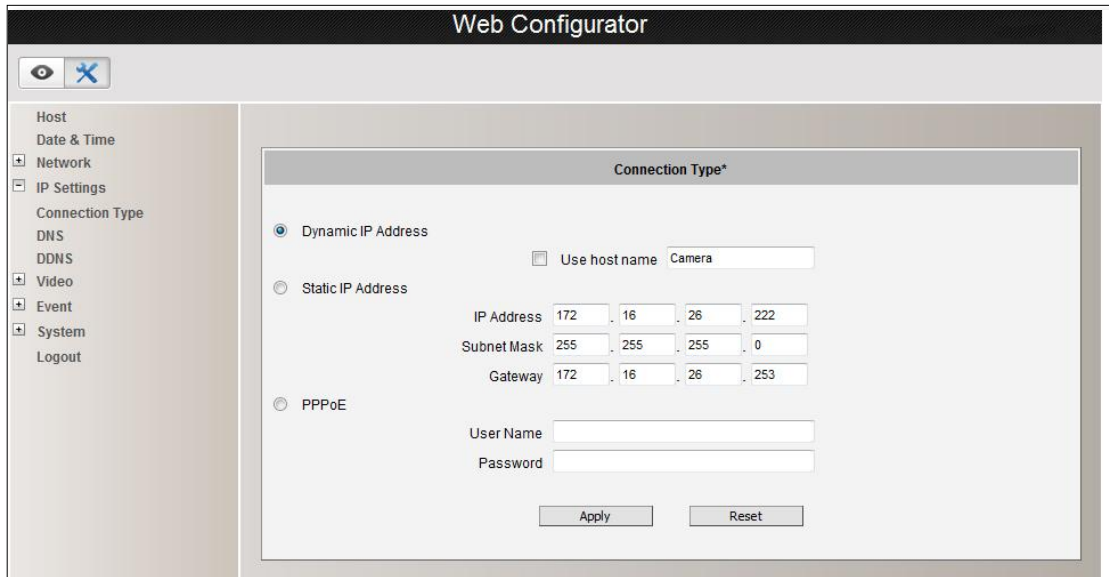 Web Configurator
Host
Date & Time
Network
IP Settings
Connection Type
DNS
DDNS
Video
Event
System
Logout
Connection Type*
Dynamic IP Address
Use host name Camera
Static IP Address
IP Address 172 . 16 . 26 . 222
Subnet Mask 255 . 255 . 255 . 0
Gateway 172 . 16 . 26 . 253
PPPoE
User Name
Password
Apply Reset